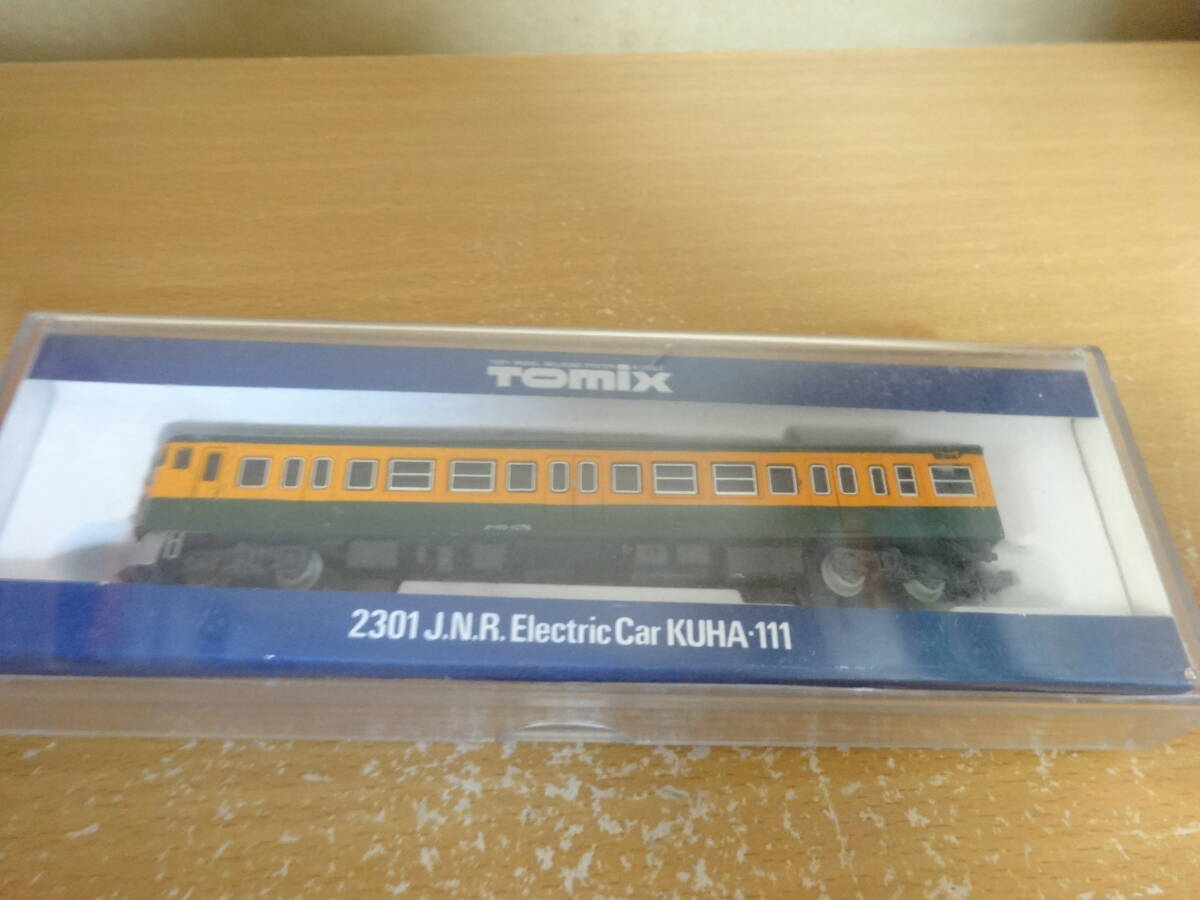 TOMIX
2301 J.N.R. Electric Car KUHA·111